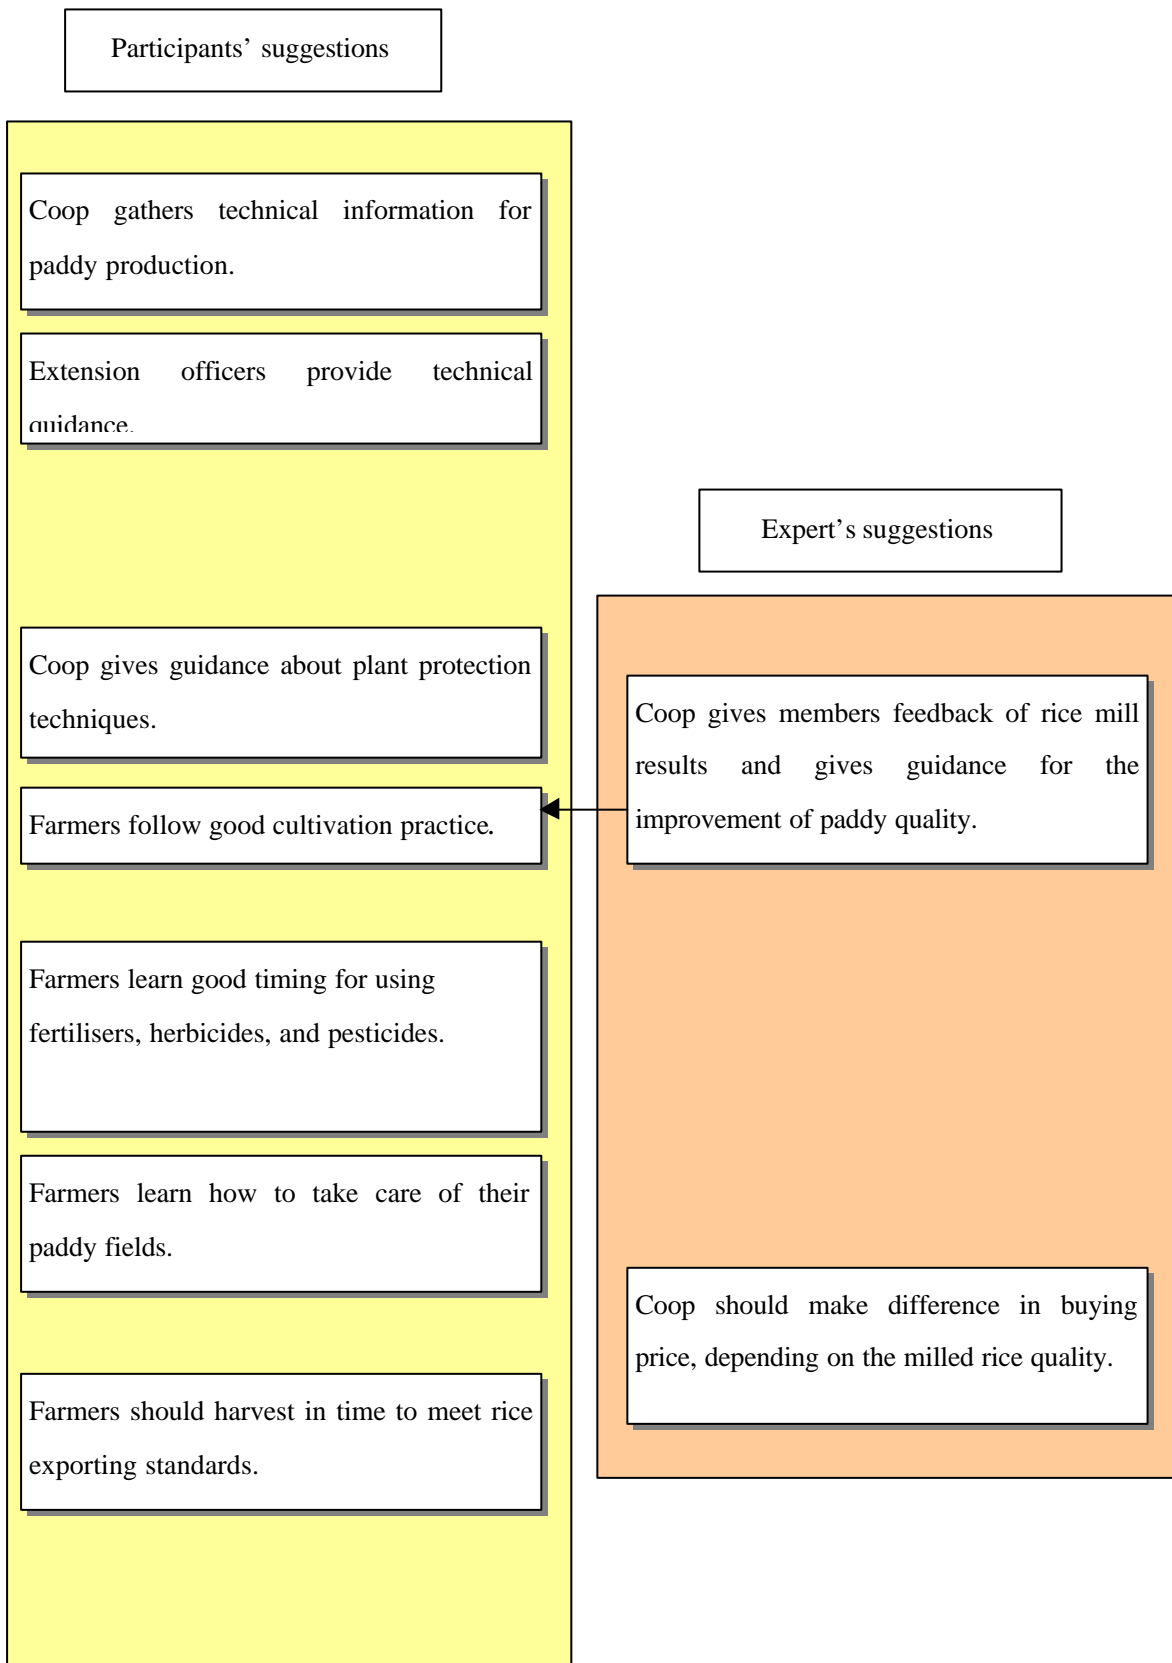 Participants’ suggestions
Coop gathers technical information for
paddy production.
Extension officers provide technical
guidance.
Expert’s suggestions
Coop gives guidance about plant protection
techniques.
Coop gives members feedback of rice mill
results and gives guidance for the
improvement of paddy quality.
Farmers follow good cultivation practice.
Farmers learn good timing for using
fertilisers, herbicides, and pesticides.
Farmers learn how to take care of their
paddy fields.
Coop should make difference in buying
price, depending on the milled rice quality.
Farmers should harvest in time to meet rice
exporting standards.